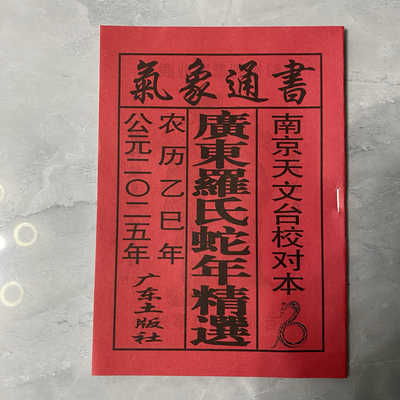 氣象通書
南京天文台校对本
廣東羅氏蛇年精選
农历乙巳年
公元二〇二五年
广东土版社